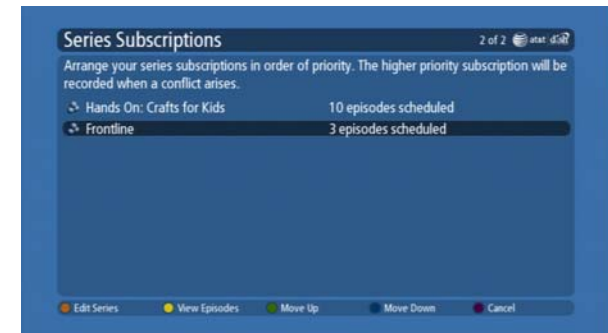 Series Subscriptions 2 of 2 at&t dish
Arrange your series subscriptions in order of priority. The higher priority subscription will be
recorded when a conflict arises.
Hands On: Crafts for Kids 10 episodes scheduled
Frontline 3 episodes scheduled
Edit Series View Episodes Move Up Move Down Cancel